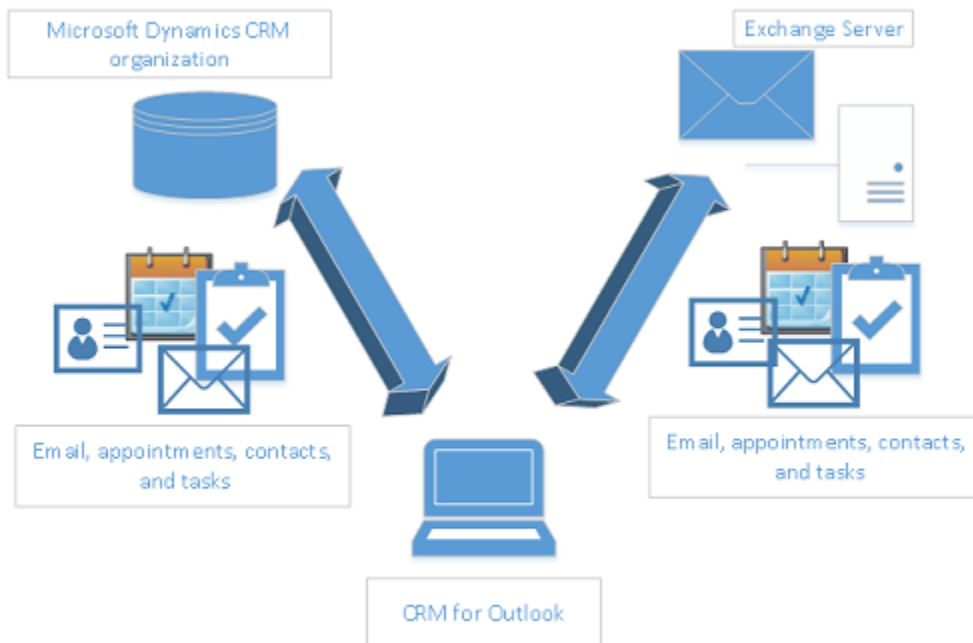 Microsoft Dynamics CRM
organization
Exchange Server
Email, appointments, contacts,
and tasks
Email, appointments, contacts,
and tasks
CRM for Outlook